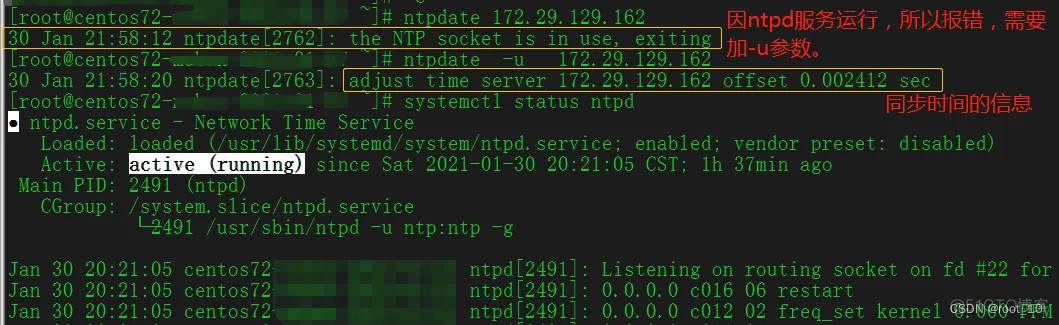 [root@centos72- ]# ntpdate 172.29.129.162
因ntpd服务运行，所以报错，需要
加-u参数。
30 Jan 21:58:12 ntpdate[2762]: the NTP socket is in use, exiting
[root@centos72- ]# ntpdate  -u   172.29.129.162
30 Jan 21:58:20 ntpdate[2763]: adjust time server 172.29.129.162 offset 0.002412 sec
同步时间的信息
[root@centos72- ]# systemctl status ntpd
● ntpd.service - Network Time Service
Loaded: loaded (/usr/lib/systemd/system/ntpd.service; enabled; vendor preset: disabled)
Active: active (running) since Sat 2021-01-30 20:21:05 CST; 1h 37min ago
Main PID: 2491 (ntpd)
CGroup: /system.slice/ntpd.service
└─2491 /usr/sbin/ntpd -u ntp:ntp -g
Jan 30 20:21:05 centos72- ntpd[2491]: Listening on routing socket on fd #22 for
Jan 30 20:21:05 centos72- ntpd[2491]: 0.0.0.0 c016 06 restart
Jan 30 20:21:05 centos72- ntpd[2491]: 0.0.0.0 c012 02 freq_set kernel 0.000 PPM
CSDN @root_10